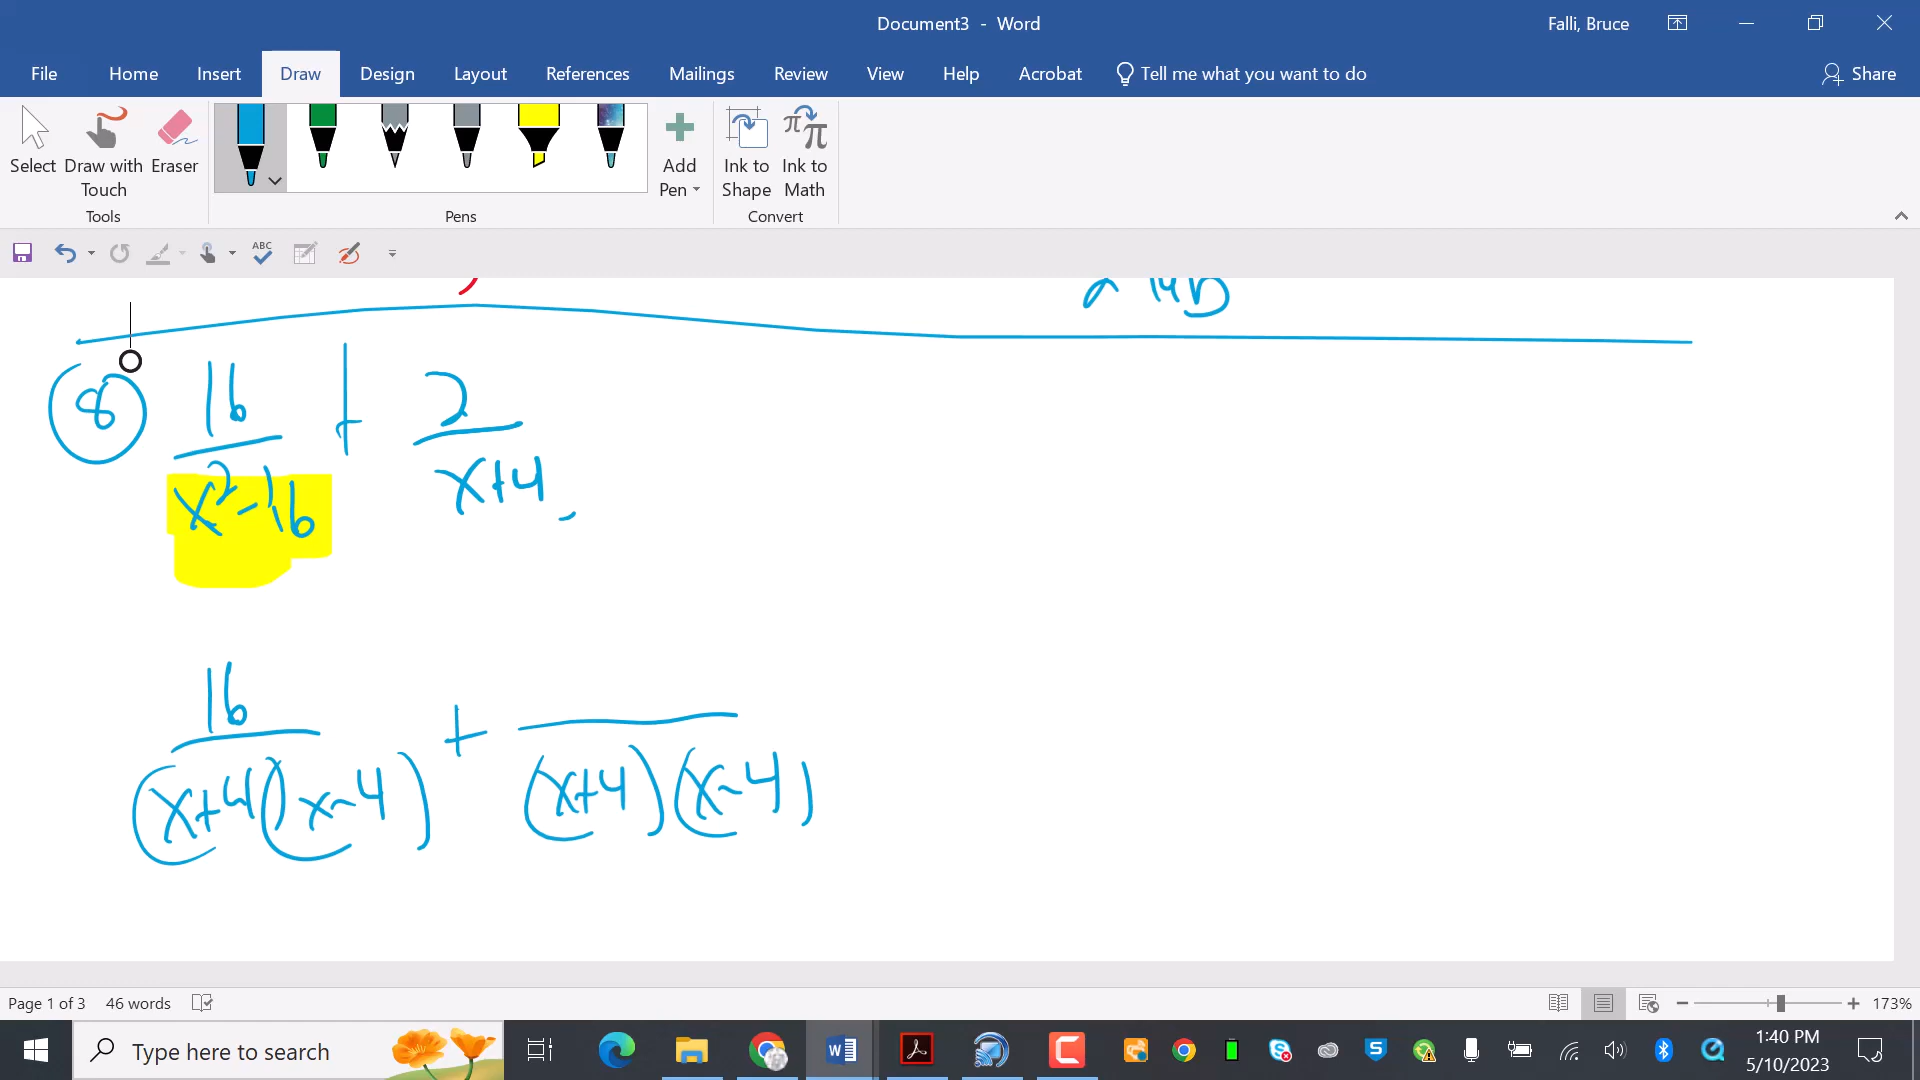 Document3 - Word
Falli, Bruce
File Home Insert Draw Design Layout References Mailings Review View Help Acrobat Tell me what you want to do Share
Select Draw with Touch Eraser Add Pen Ink to Shape Ink to Math
Tools Pens Convert
ABC
8 16 + 2
x²-16 x+4
16 +
(x+4)(x-4) (x+4)(x-4)
Page 1 of 3 46 words 173%
Type here to search
1:40 PM
5/10/2023